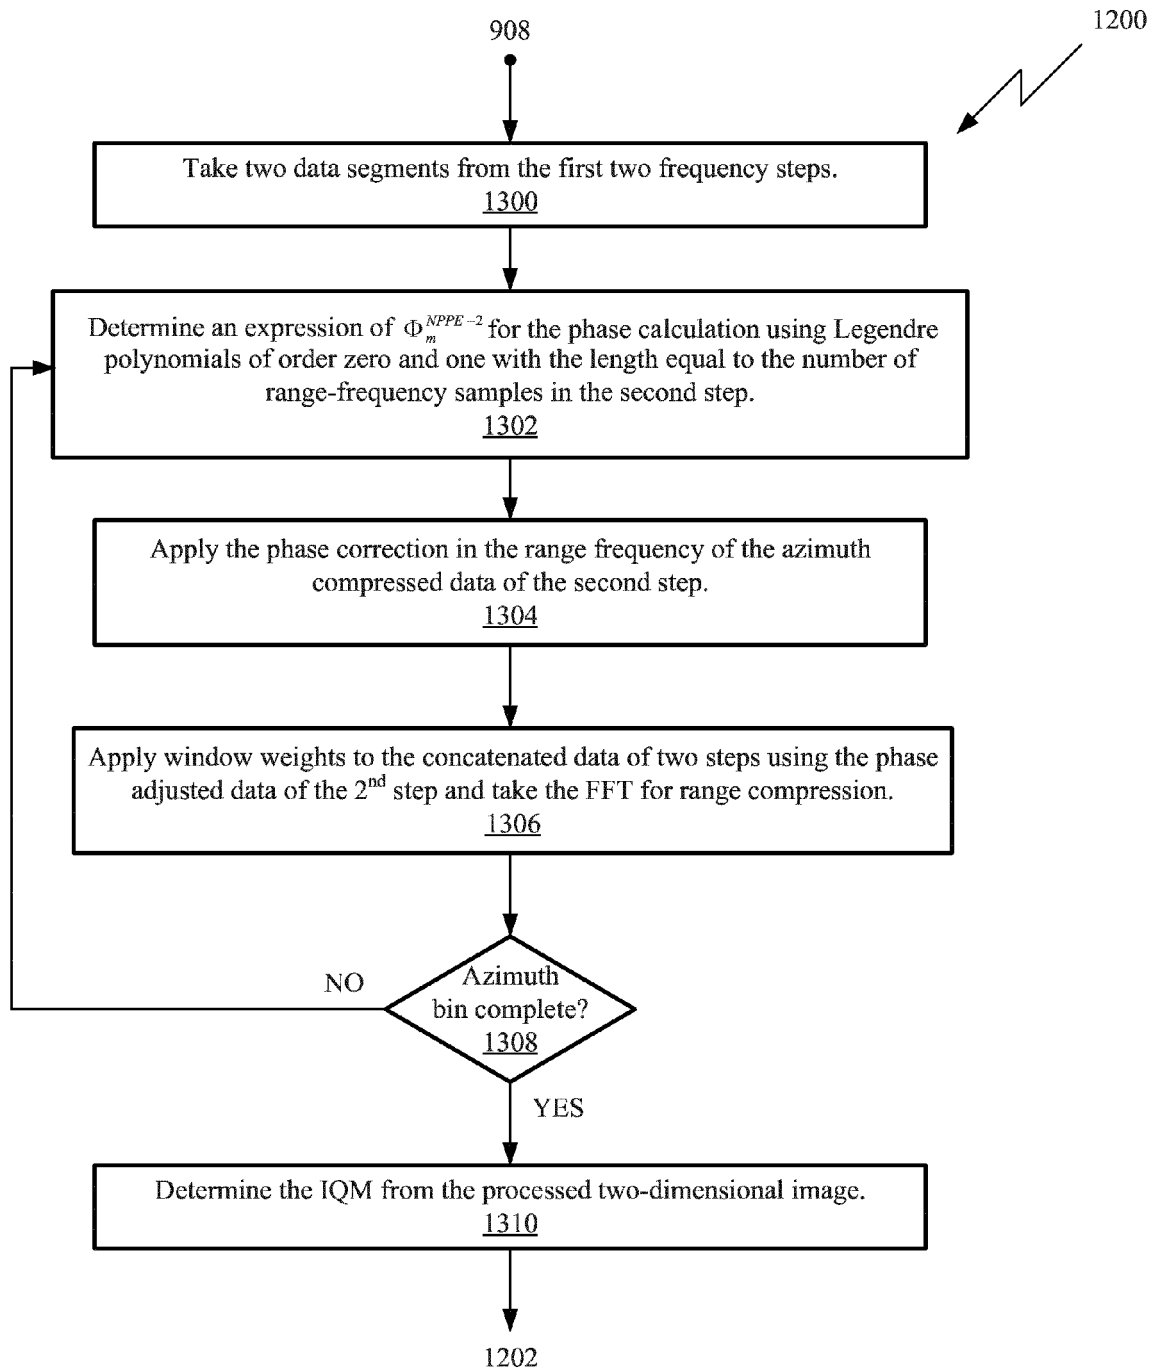 908
1200
Take two data segments from the first two frequency steps.
1300
Determine an expression of Φ_m^{NPPE-2} for the phase calculation using Legendre
polynomials of order zero and one with the length equal to the number of
range-frequency samples in the second step.
1302
Apply the phase correction in the range frequency of the azimuth
compressed data of the second step.
1304
Apply window weights to the concatenated data of two steps using the phase
adjusted data of the 2nd step and take the FFT for range compression.
1306
NO
Azimuth
bin complete?
1308
YES
Determine the IQM from the processed two-dimensional image.
1310
1202